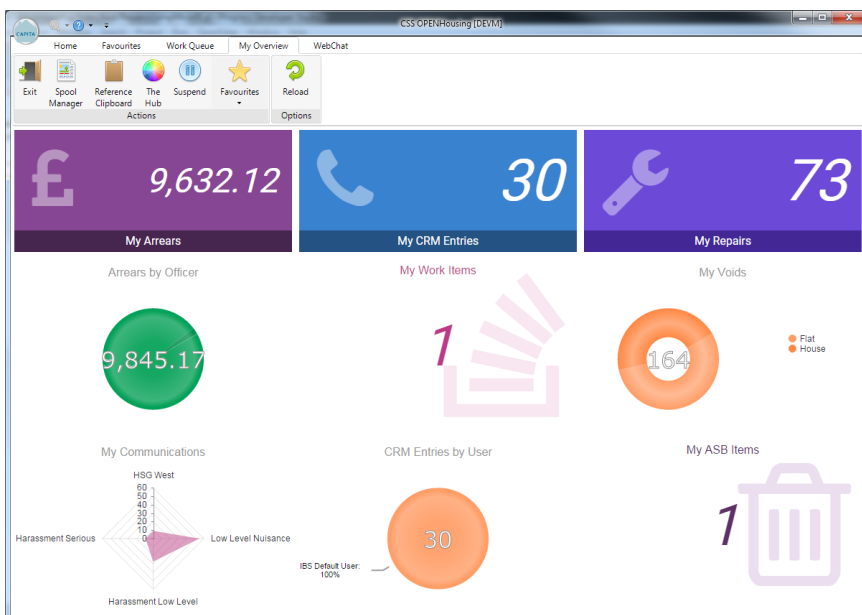 CSS OPENHousing [DEVM]
CAPITA
Home Favourites Work Queue My Overview WebChat
Exit Spool Manager Reference Clipboard The Hub Suspend Favourites Reload
Actions Options
£ 9,632.12 30 73
My Arrears My CRM Entries My Repairs
Arrears by Officer My Work Items My Voids
9,845.17 1 164
Flat
House
My Communications CRM Entries by User My ASB Items
HSG West
60
50
40
30
20
10
0
Harassment Serious Low Level Nuisance
Harassment Low Level
30
IBS Default User:
100%
1